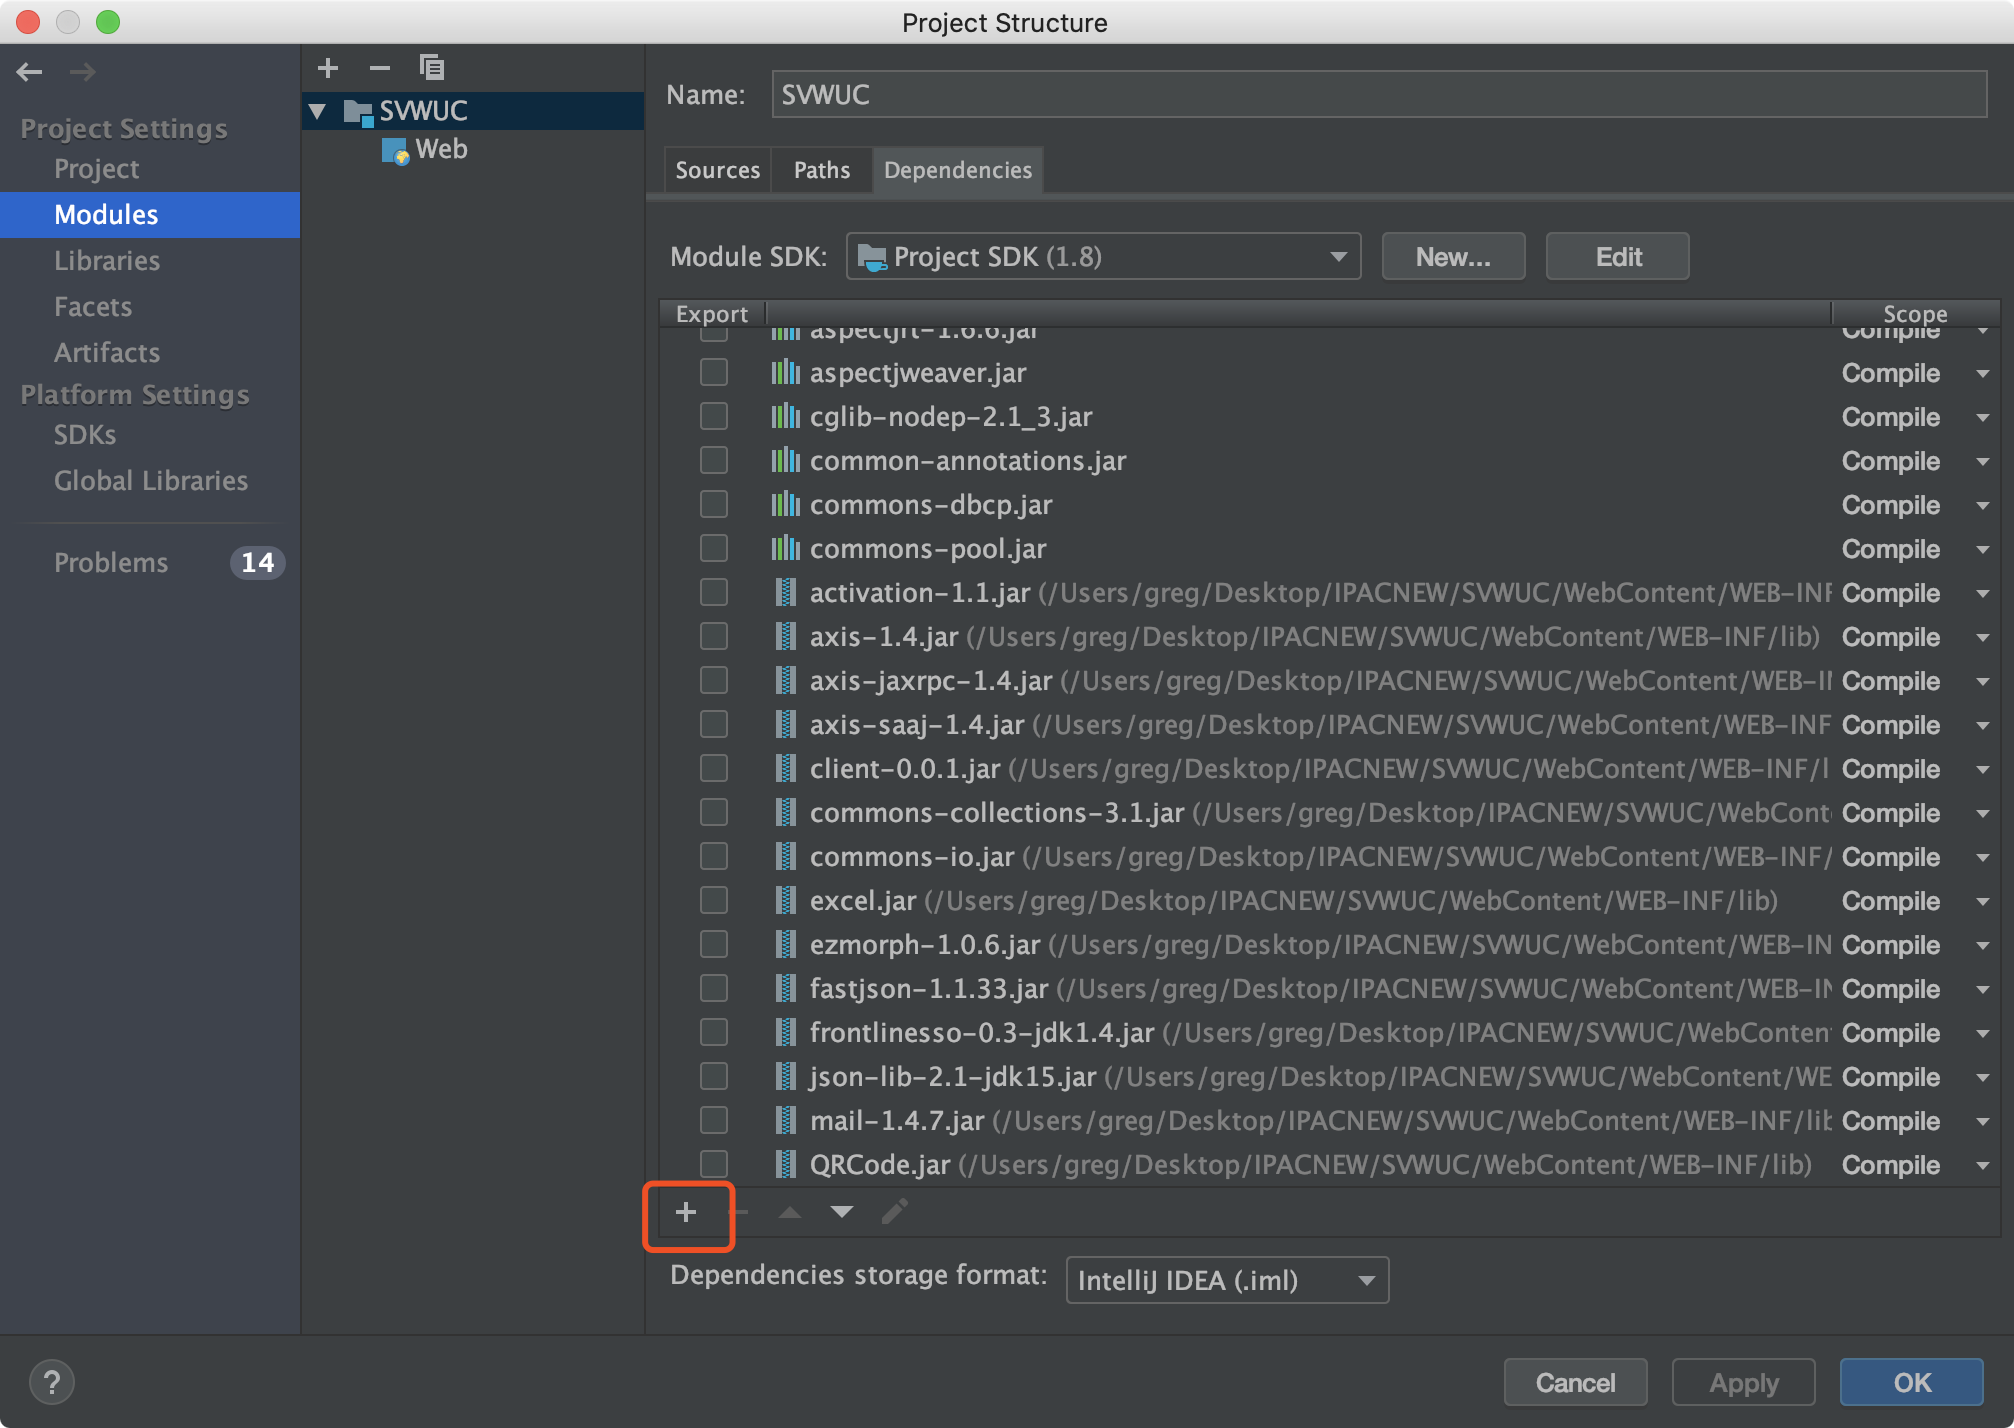 Project Structure
Project Settings
Project
Modules
Libraries
Facets
Artifacts
Platform Settings
SDKs
Global Libraries
Problems 14
SVWUC
Web
Name: SVWUC
Sources Paths Dependencies
Module SDK: Project SDK (1.8) New... Edit
Export Scope
aspectjrt-1.6.6.jar Compile
aspectjweaver.jar Compile
cglib-nodep-2.1_3.jar Compile
common-annotations.jar Compile
commons-dbcp.jar Compile
commons-pool.jar Compile
activation-1.1.jar (/Users/greg/Desktop/IPACNEW/SVWUC/WebContent/WEB-INF Compile
axis-1.4.jar (/Users/greg/Desktop/IPACNEW/SVWUC/WebContent/WEB-INF/lib) Compile
axis-jaxrpc-1.4.jar (/Users/greg/Desktop/IPACNEW/SVWUC/WebContent/WEB-IN Compile
axis-saaj-1.4.jar (/Users/greg/Desktop/IPACNEW/SVWUC/WebContent/WEB-INF Compile
client-0.0.1.jar (/Users/greg/Desktop/IPACNEW/SVWUC/WebContent/WEB-INF/l Compile
commons-collections-3.1.jar (/Users/greg/Desktop/IPACNEW/SVWUC/WebCont Compile
commons-io.jar (/Users/greg/Desktop/IPACNEW/SVWUC/WebContent/WEB-INF/ Compile
excel.jar (/Users/greg/Desktop/IPACNEW/SVWUC/WebContent/WEB-INF/lib) Compile
ezmorph-1.0.6.jar (/Users/greg/Desktop/IPACNEW/SVWUC/WebContent/WEB-IN Compile
fastjson-1.1.33.jar (/Users/greg/Desktop/IPACNEW/SVWUC/WebContent/WEB-IN Compile
frontlinesso-0.3-jdk1.4.jar (/Users/greg/Desktop/IPACNEW/SVWUC/WebConten Compile
json-lib-2.1-jdk15.jar (/Users/greg/Desktop/IPACNEW/SVWUC/WebContent/WE Compile
mail-1.4.7.jar (/Users/greg/Desktop/IPACNEW/SVWUC/WebContent/WEB-INF/lib Compile
QRCode.jar (/Users/greg/Desktop/IPACNEW/SVWUC/WebContent/WEB-INF/lib) Compile
Dependencies storage format: IntelliJ IDEA (.iml)
? Cancel Apply OK